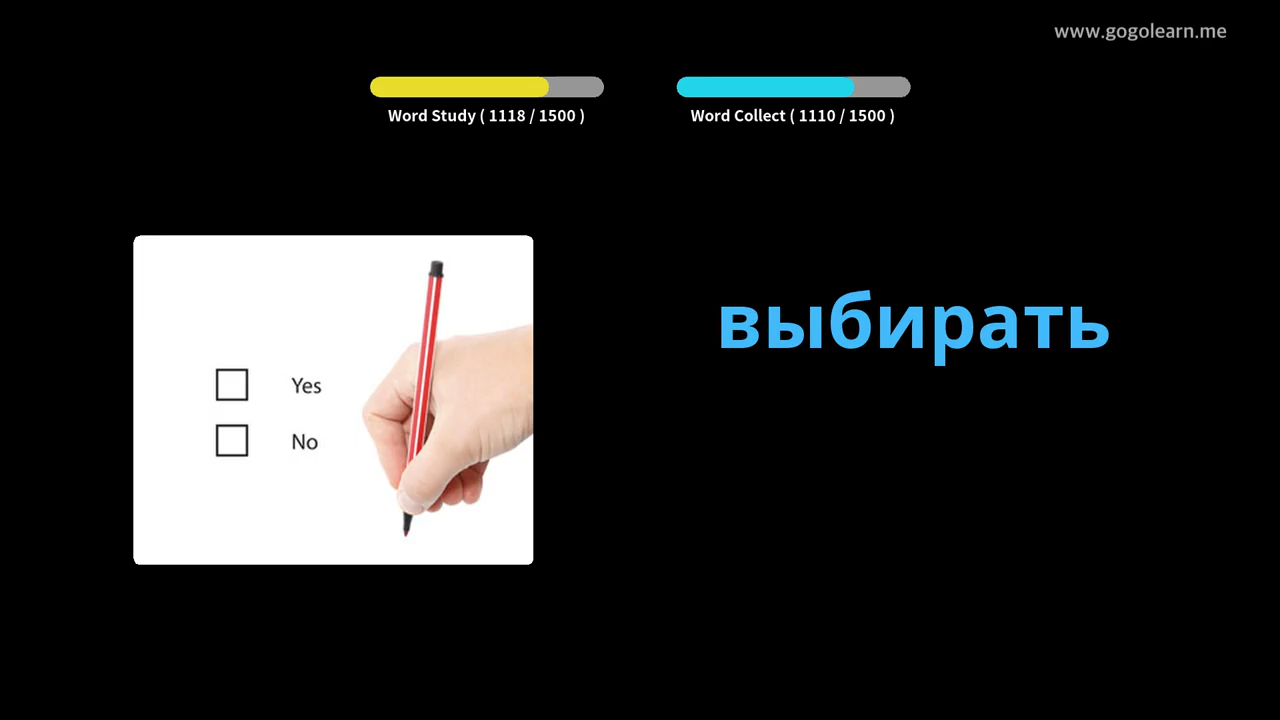 www.gogolearn.me
Word Study ( 1118 / 1500 )
Word Collect ( 1110 / 1500 )
выбирать
Yes
No